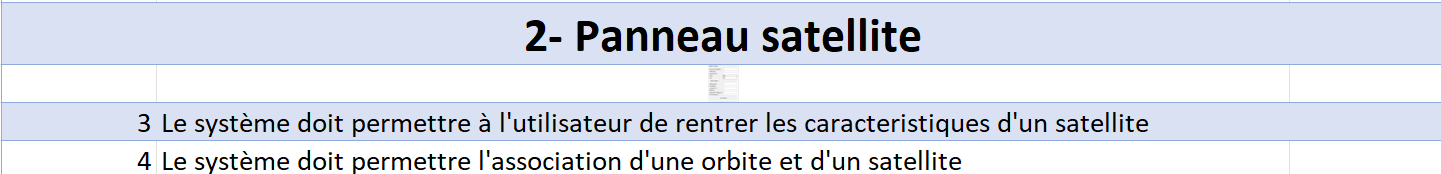 2- Panneau satellite
3 Le système doit permettre à l'utilisateur de rentrer les caracteristiques d'un satellite
4 Le système doit permettre l'association d'une orbite et d'un satellite